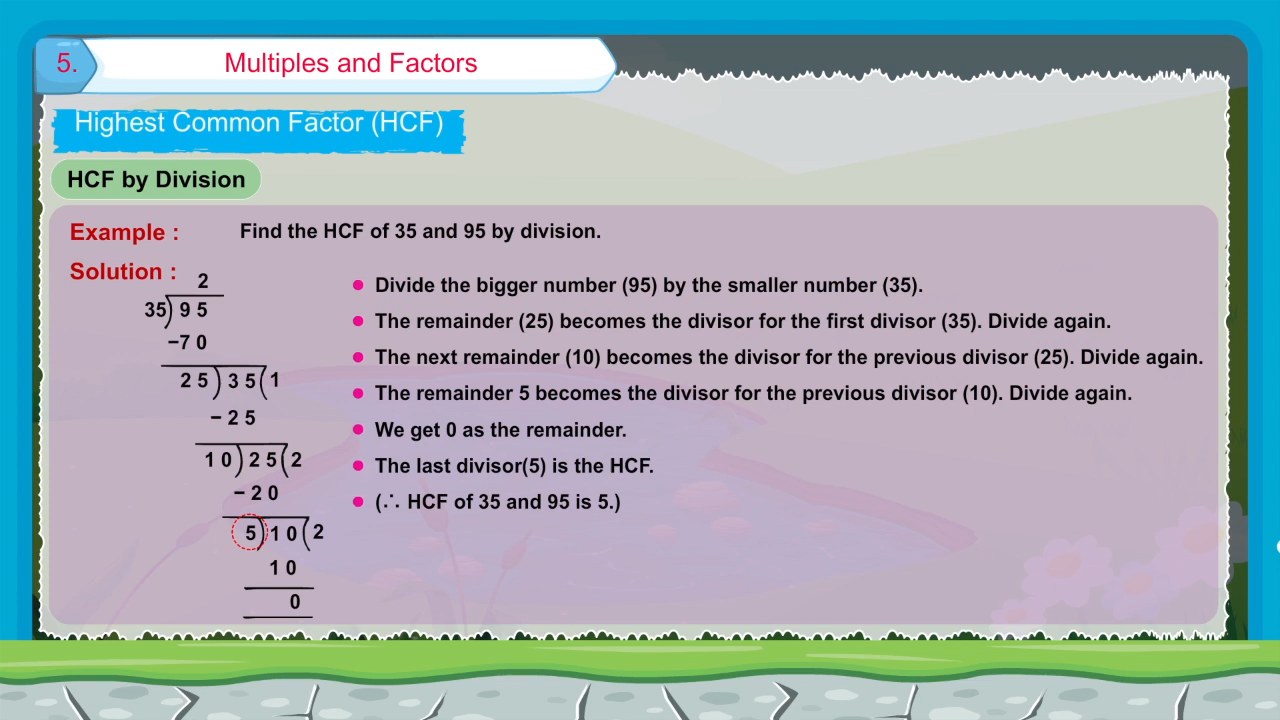 5. Multiples and Factors
Highest Common Factor (HCF)
HCF by Division
Example : Find the HCF of 35 and 95 by division.
Solution :
2
35)95
−70
25)35(1
−25
10)25(2
−20
5)10(2
10
0
• Divide the bigger number (95) by the smaller number (35).
• The remainder (25) becomes the divisor for the first divisor (35). Divide again.
• The next remainder (10) becomes the divisor for the previous divisor (25). Divide again.
• The remainder 5 becomes the divisor for the previous divisor (10). Divide again.
• We get 0 as the remainder.
• The last divisor(5) is the HCF.
• (∴ HCF of 35 and 95 is 5.)